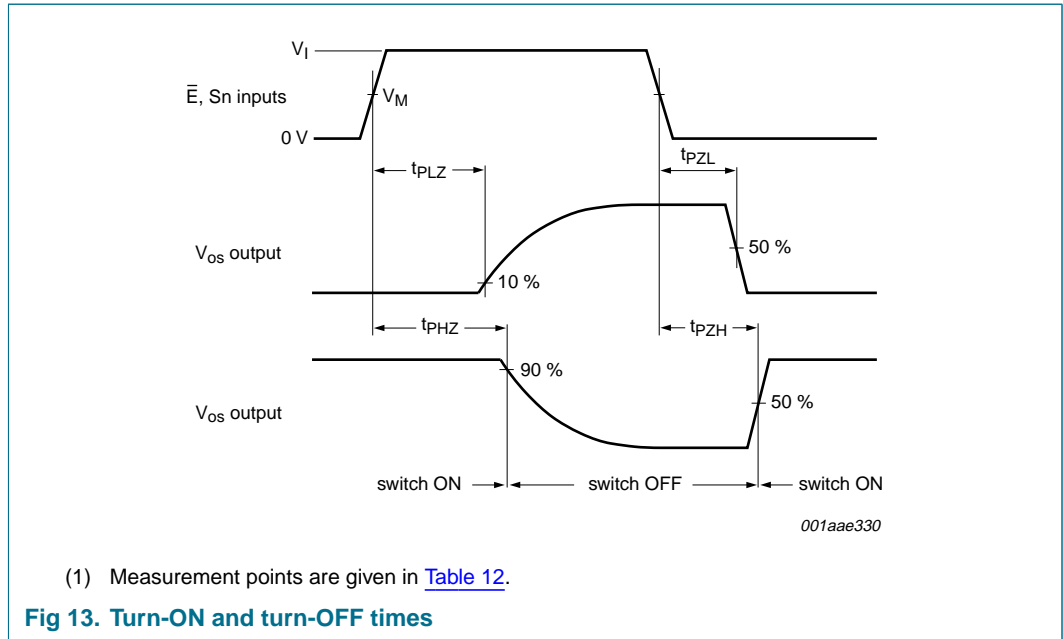 VI
E̅, Sn inputs
VM
0 V
tPLZ
tPZL
Vos output
50 %
10 %
tPHZ
tPZH
90 %
Vos output
50 %
switch ON
switch OFF
switch ON
001aae330
(1) Measurement points are given in Table 12.
Fig 13. Turn-ON and turn-OFF times